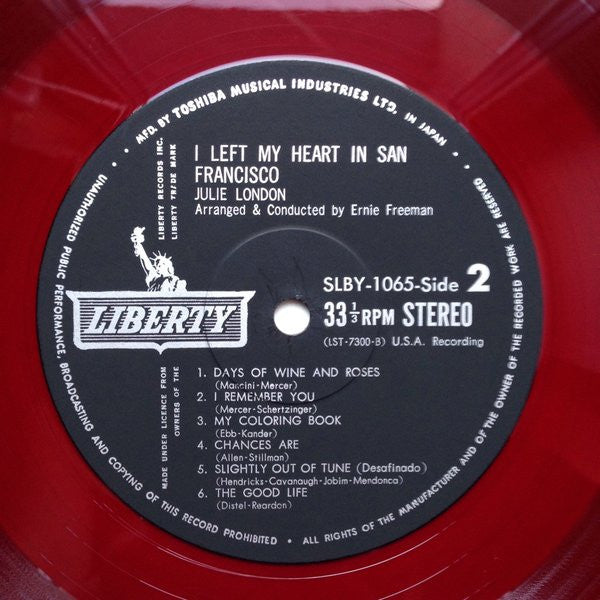 MFD. BY TOSHIBA MUSICAL INDUSTRIES LTD. IN JAPAN
LIBERTY RECORDS INC.
LIBERTY TRADE MARK
I LEFT MY HEART IN SAN
FRANCISCO
JULIE LONDON
Arranged & Conducted by Ernie Freeman
LIBERTY
SLBY-1065-Side 2
33 1/3 RPM STEREO
(LST-7300-B) U.S.A. Recording
1. DAYS OF WINE AND ROSES
(Mancini-Mercer)
2. I REMEMBER YOU
(Mercer-Schertzinger)
3. MY COLORING BOOK
(Ebb-Kander)
4. CHANCES ARE
(Allen-Stillman)
5. SLIGHTLY OUT OF TUNE (Desafinado)
(Hendricks-Cavanaugh-Jobim-Mendonca)
6. THE GOOD LIFE
(Distel-Reardon)
MADE UNDER LICENCE FROM
OWNERS OF THE
UNAUTHORIZED PUBLIC PERFORMANCE, BROADCASTING AND COPYING OF THIS RECORD PROHIBITED • ALL RIGHTS OF THE MANUFACTURER AND OF THE OWNER OF THE RECORDED WORK ARE RESERVED